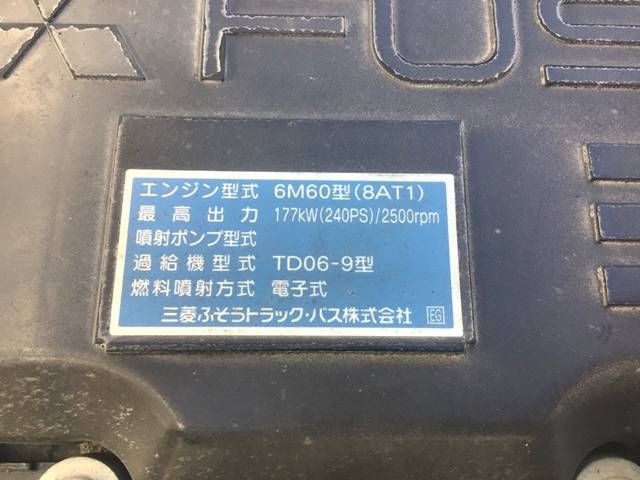 FUS
エンジン型式 6M60型(8AT1)
最高出力 177kW(240PS)/2500rpm
噴射ポンプ型式
過給機型式 TD06-9型
燃料噴射方式 電子式
三菱ふそうトラック・バス株式会社 EG